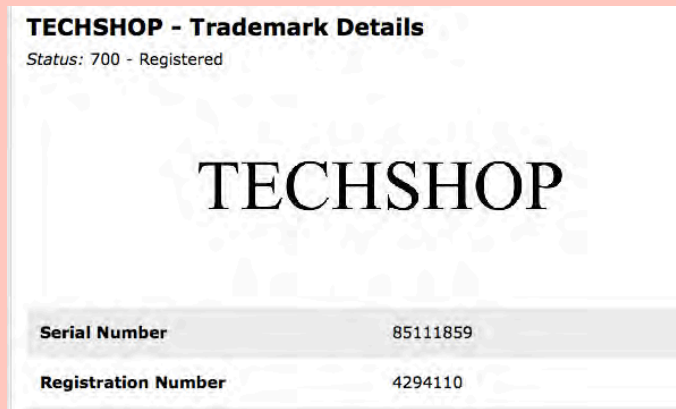 TECHSHOP - Trademark Details
Status: 700 - Registered
TECHSHOP
Serial Number 85111859
Registration Number 4294110